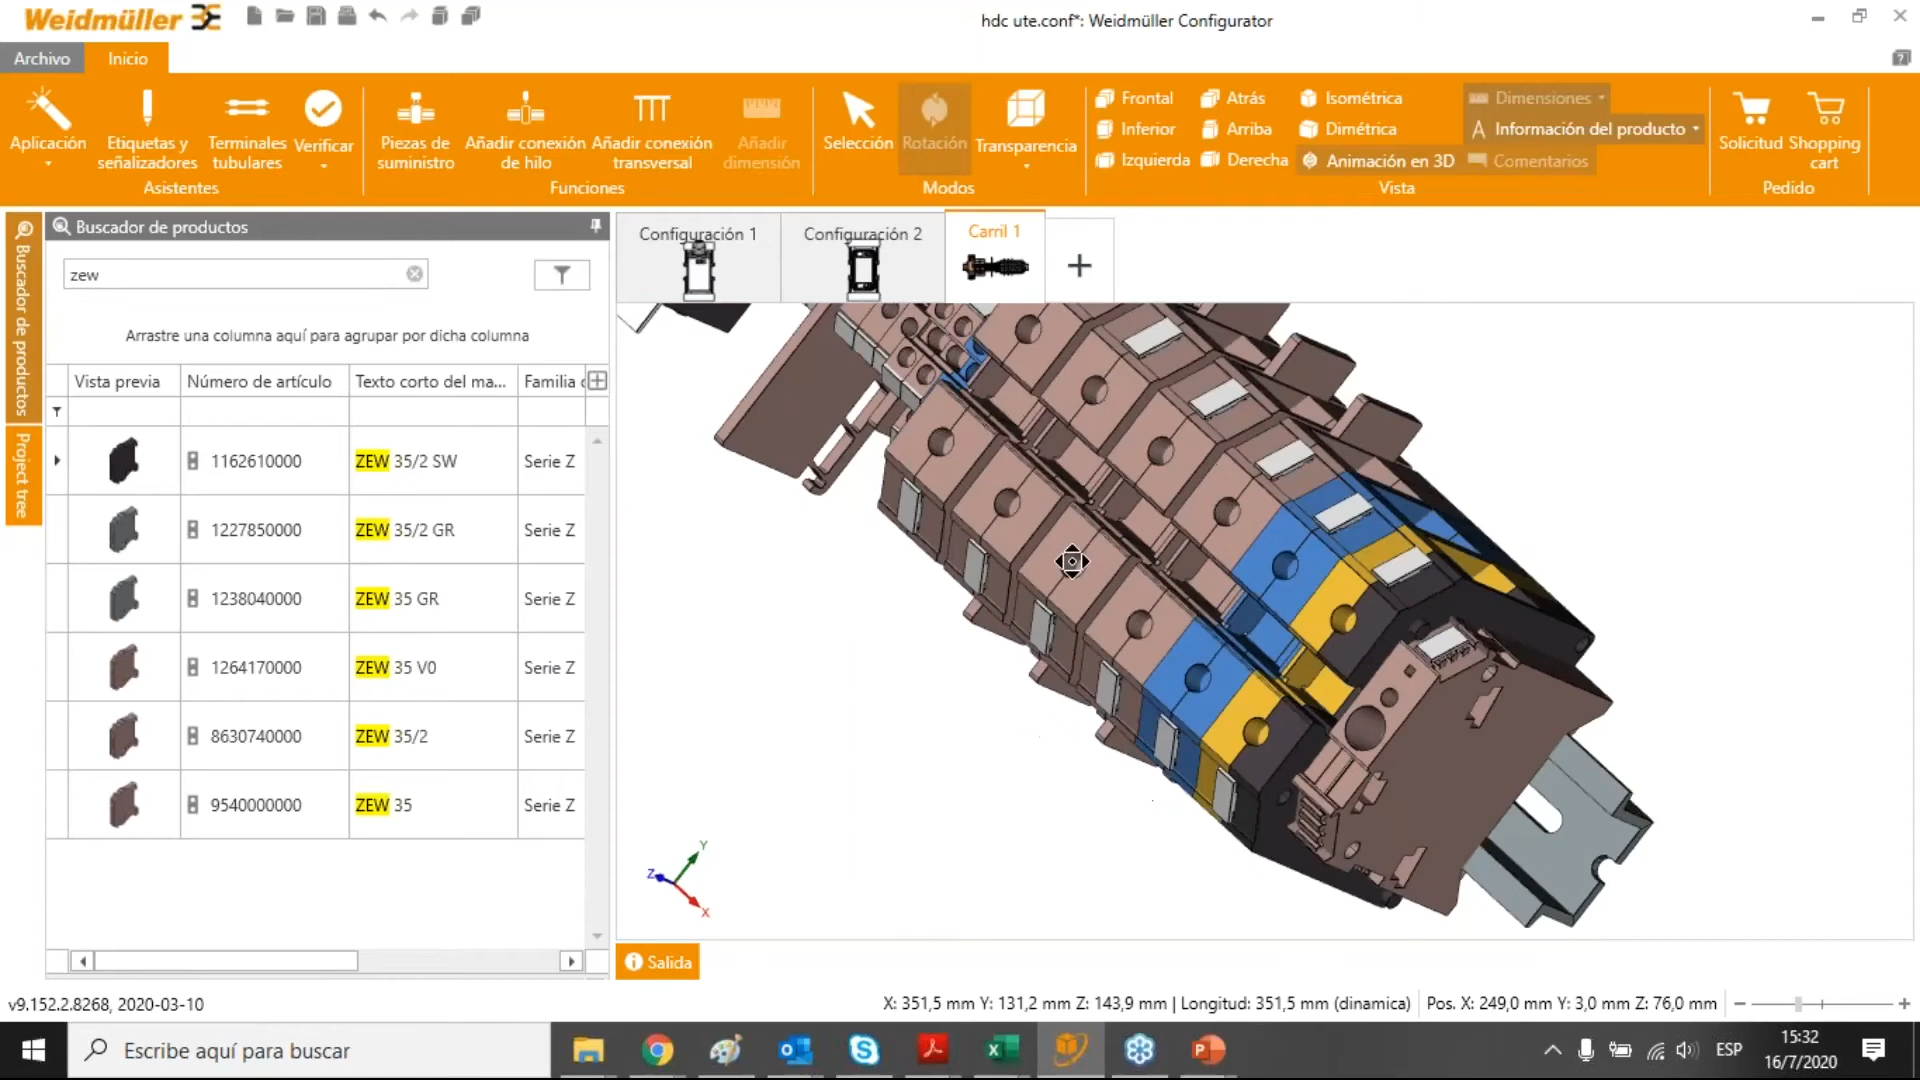 Weidmüller
hdc ute.conf*: Weidmüller Configurator
Archivo
Inicio
Aplicación
Etiquetas y
señalizadores
Terminales
tubulares
Verificar
Asistentes
Piezas de
suministro
Añadir conexión
de hilo
Añadir conexión
transversal
Añadir
dimensión
Funciones
Selección
Rotación
Transparencia
Modos
Frontal
Atrás
Isométrica
Dimensiones
Inferior
Arriba
Dimétrica
Información del producto
Izquierda
Derecha
Animación en 3D
Comentarios
Vista
Solicitud
Shopping
cart
Pedido
Buscador de productos
Project tree
Buscador de productos
zew
Arrastre una columna aquí para agrupar por dicha columna
Vista previa
Número de artículo
Texto corto del ma...
Familia
1162610000
ZEW 35/2 SW
Serie Z
1227850000
ZEW 35/2 GR
Serie Z
1238040000
ZEW 35 GR
Serie Z
1264170000
ZEW 35 V0
Serie Z
8630740000
ZEW 35/2
Serie Z
9540000000
ZEW 35
Serie Z
Configuración 1
Configuración 2
Carril 1
Y
Z
X
Salida
v9.152.2.8268, 2020-03-10
X: 351,5 mm Y: 131,2 mm Z: 143,9 mm | Longitud: 351,5 mm (dinamica)
Pos. X: 249,0 mm Y: 3,0 mm Z: 76,0 mm
Escribe aquí para buscar
ESP
15:32
16/7/2020